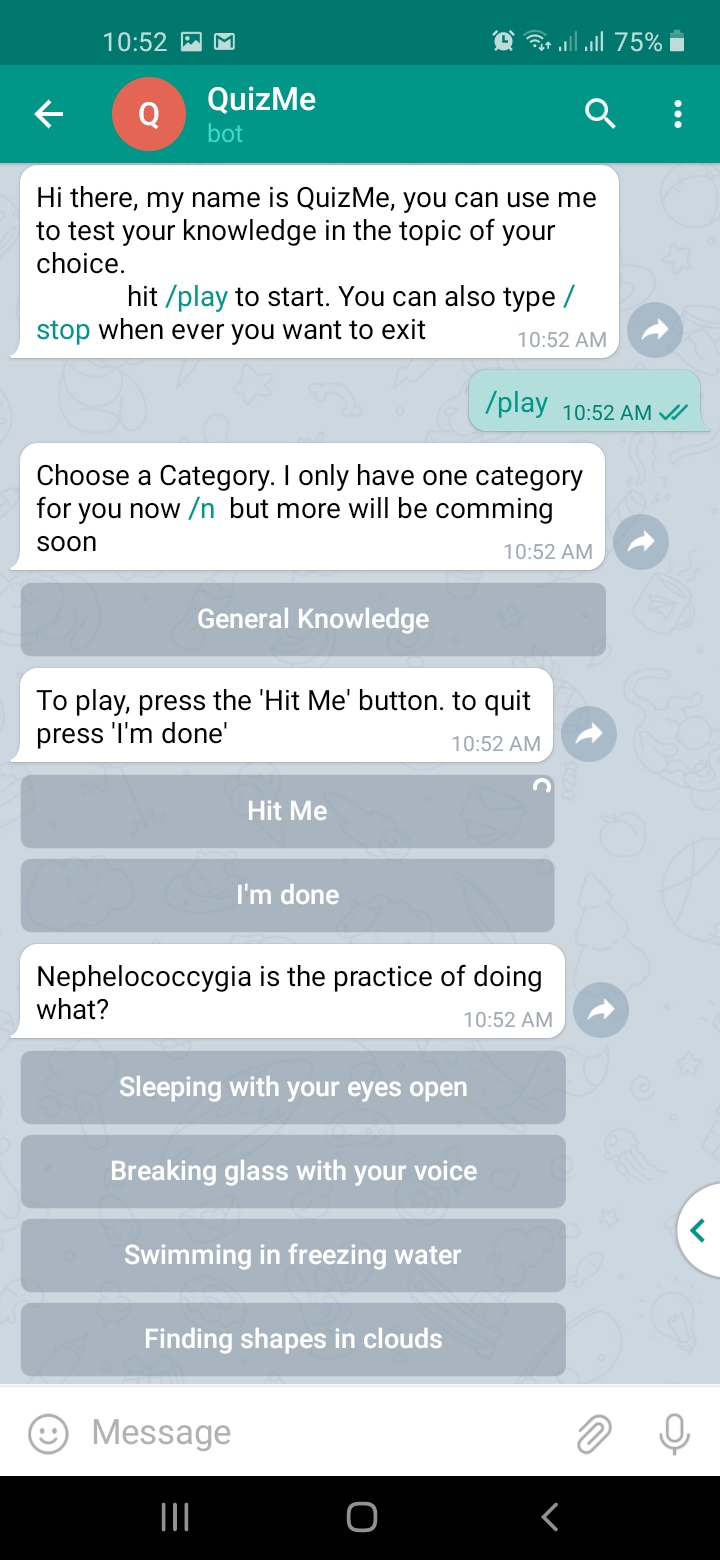 10:52
75%
Q
QuizMe
bot
Hi there, my name is QuizMe, you can use me
to test your knowledge in the topic of your
choice.
hit /play to start. You can also type /
stop when ever you want to exit
10:52 AM
/play
10:52 AM
Choose a Category. I only have one category
for you now /n  but more will be comming
soon
10:52 AM
General Knowledge
To play, press the 'Hit Me' button. to quit
press 'I'm done'
10:52 AM
Hit Me
I'm done
Nephelococcygia is the practice of doing
what?
10:52 AM
Sleeping with your eyes open
Breaking glass with your voice
Swimming in freezing water
Finding shapes in clouds
Message